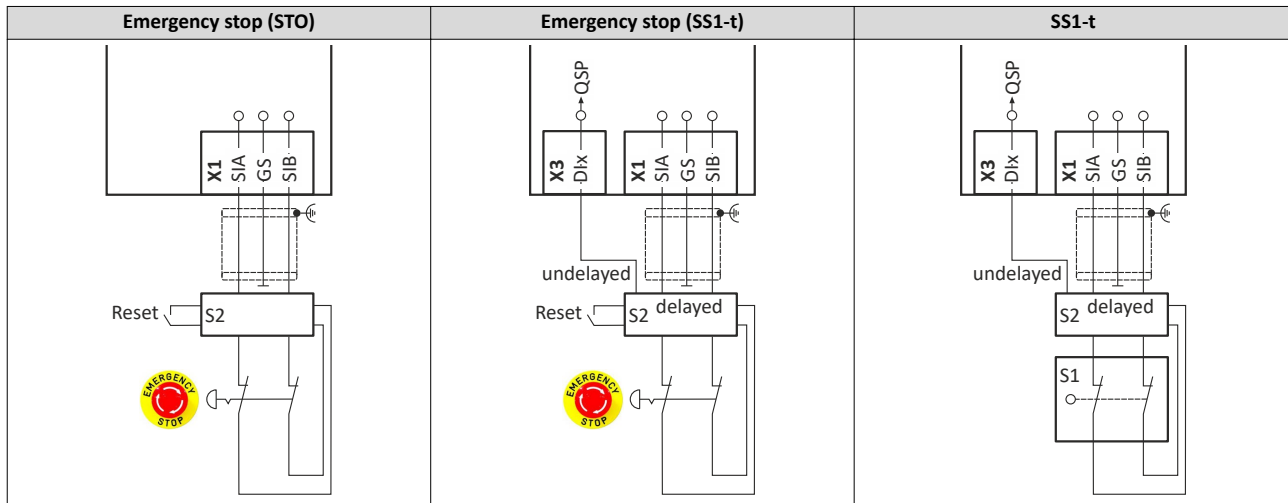 Emergency stop (STO)
X1
SIA
GS
SIB
Reset
S2
EMERGENCY
STOP
Emergency stop (SS1-t)
QSP
X3
DIx
X1
SIA
GS
SIB
undelayed
delayed
Reset
S2
EMERGENCY
STOP
SS1-t
QSP
X3
DIx
X1
SIA
GS
SIB
undelayed
delayed
S2
S1